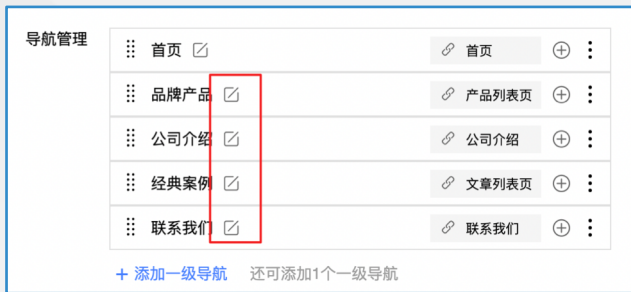 导航管理
首页 首页
品牌产品 产品列表页
公司介绍 公司介绍
经典案例 文章列表页
联系我们 联系我们
+ 添加一级导航 还可添加1个一级导航